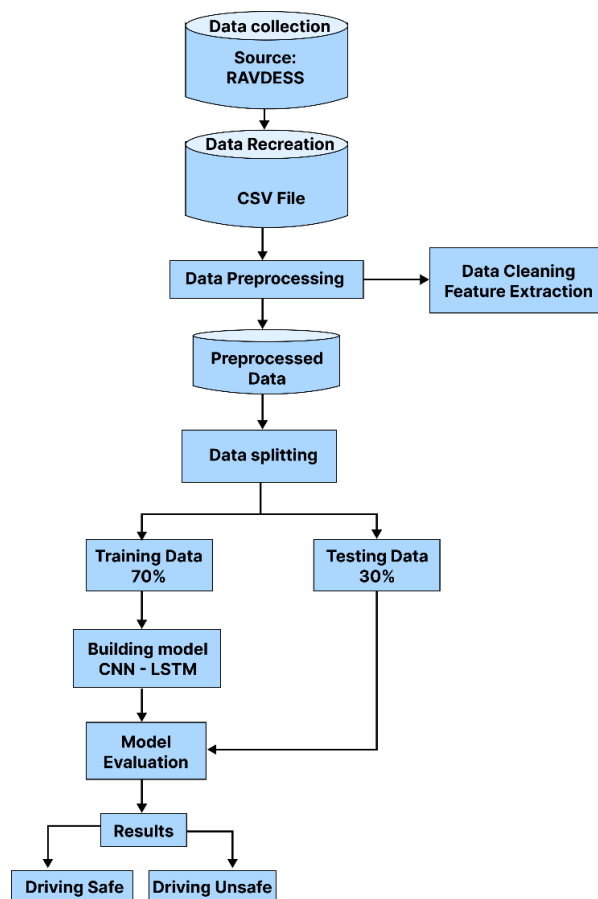 Data collection
Source:
RAVDESS
Data Recreation
CSV File
Data Preprocessing
Data Cleaning
Feature Extraction
Preprocessed
Data
Data splitting
Training Data
70%
Testing Data
30%
Building model
CNN - LSTM
Model
Evaluation
Results
Driving Safe
Driving Unsafe